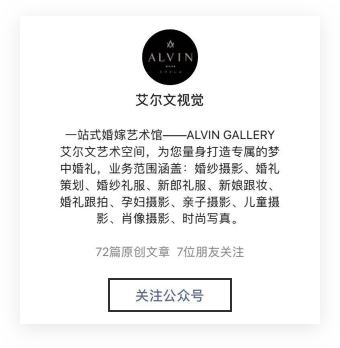 ALVIN
艾尔文视觉
一站式婚嫁艺术馆——ALVIN GALLERY
艾尔文艺术空间，为您量身打造专属的梦
中婚礼，业务范围涵盖：婚纱摄影、婚礼
策划、婚纱礼服、新郎礼服、新娘跟妆、
婚礼跟拍、孕妇摄影、亲子摄影、儿童摄
影、肖像摄影、时尚写真。
72篇原创文章 7位朋友关注
关注公众号